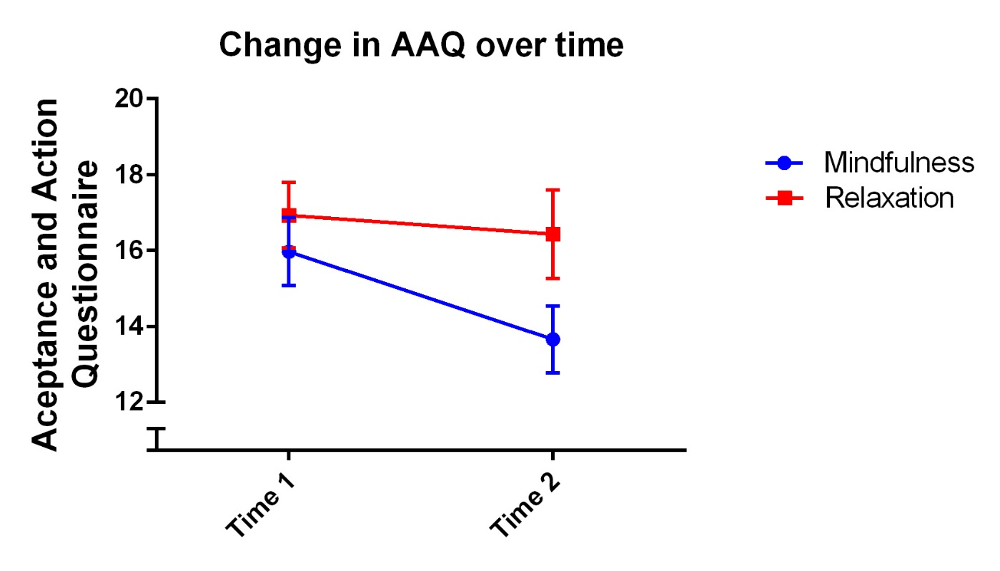 Change in AAQ over time
Aceptance and Action
Questionnaire
20
18
16
14
12
Time 1
Time 2
Mindfulness
Relaxation